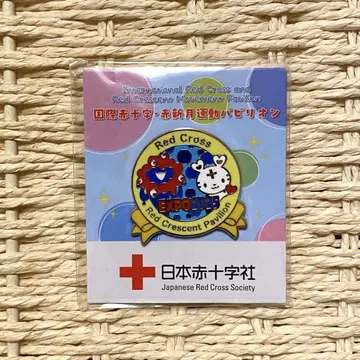 International Red Cross and
Red Crescent Movement Pavilion
国際赤十字・赤新月運動パビリオン
Red Cross
EXPO2025
Red Crescent Pavilion
日本赤十字社
Japanese Red Cross Society